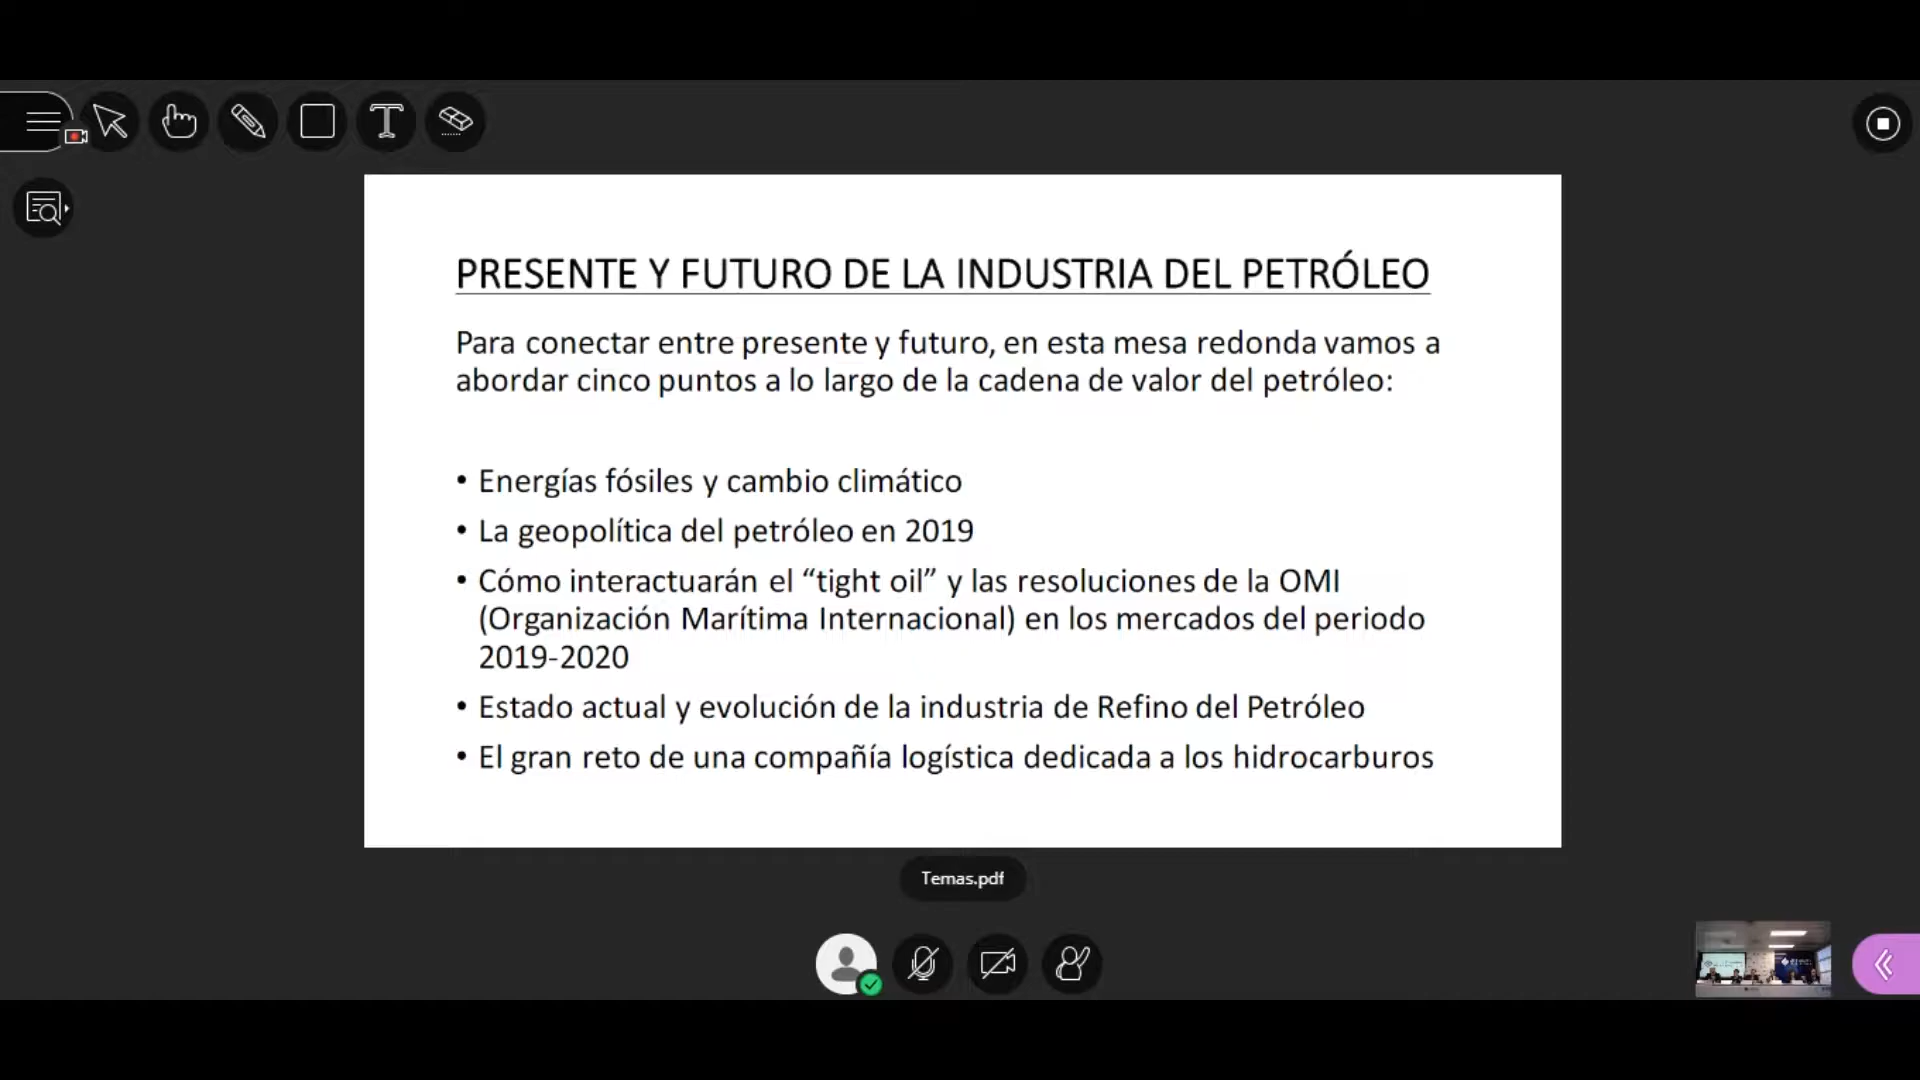 PRESENTE Y FUTURO DE LA INDUSTRIA DEL PETRÓLEO
Para conectar entre presente y futuro, en esta mesa redonda vamos a
abordar cinco puntos a lo largo de la cadena de valor del petróleo:
• Energías fósiles y cambio climático
• La geopolítica del petróleo en 2019
• Cómo interactuarán el “tight oil” y las resoluciones de la OMI
(Organización Marítima Internacional) en los mercados del periodo
2019-2020
• Estado actual y evolución de la industria de Refino del Petróleo
• El gran reto de una compañía logística dedicada a los hidrocarburos
Temas.pdf